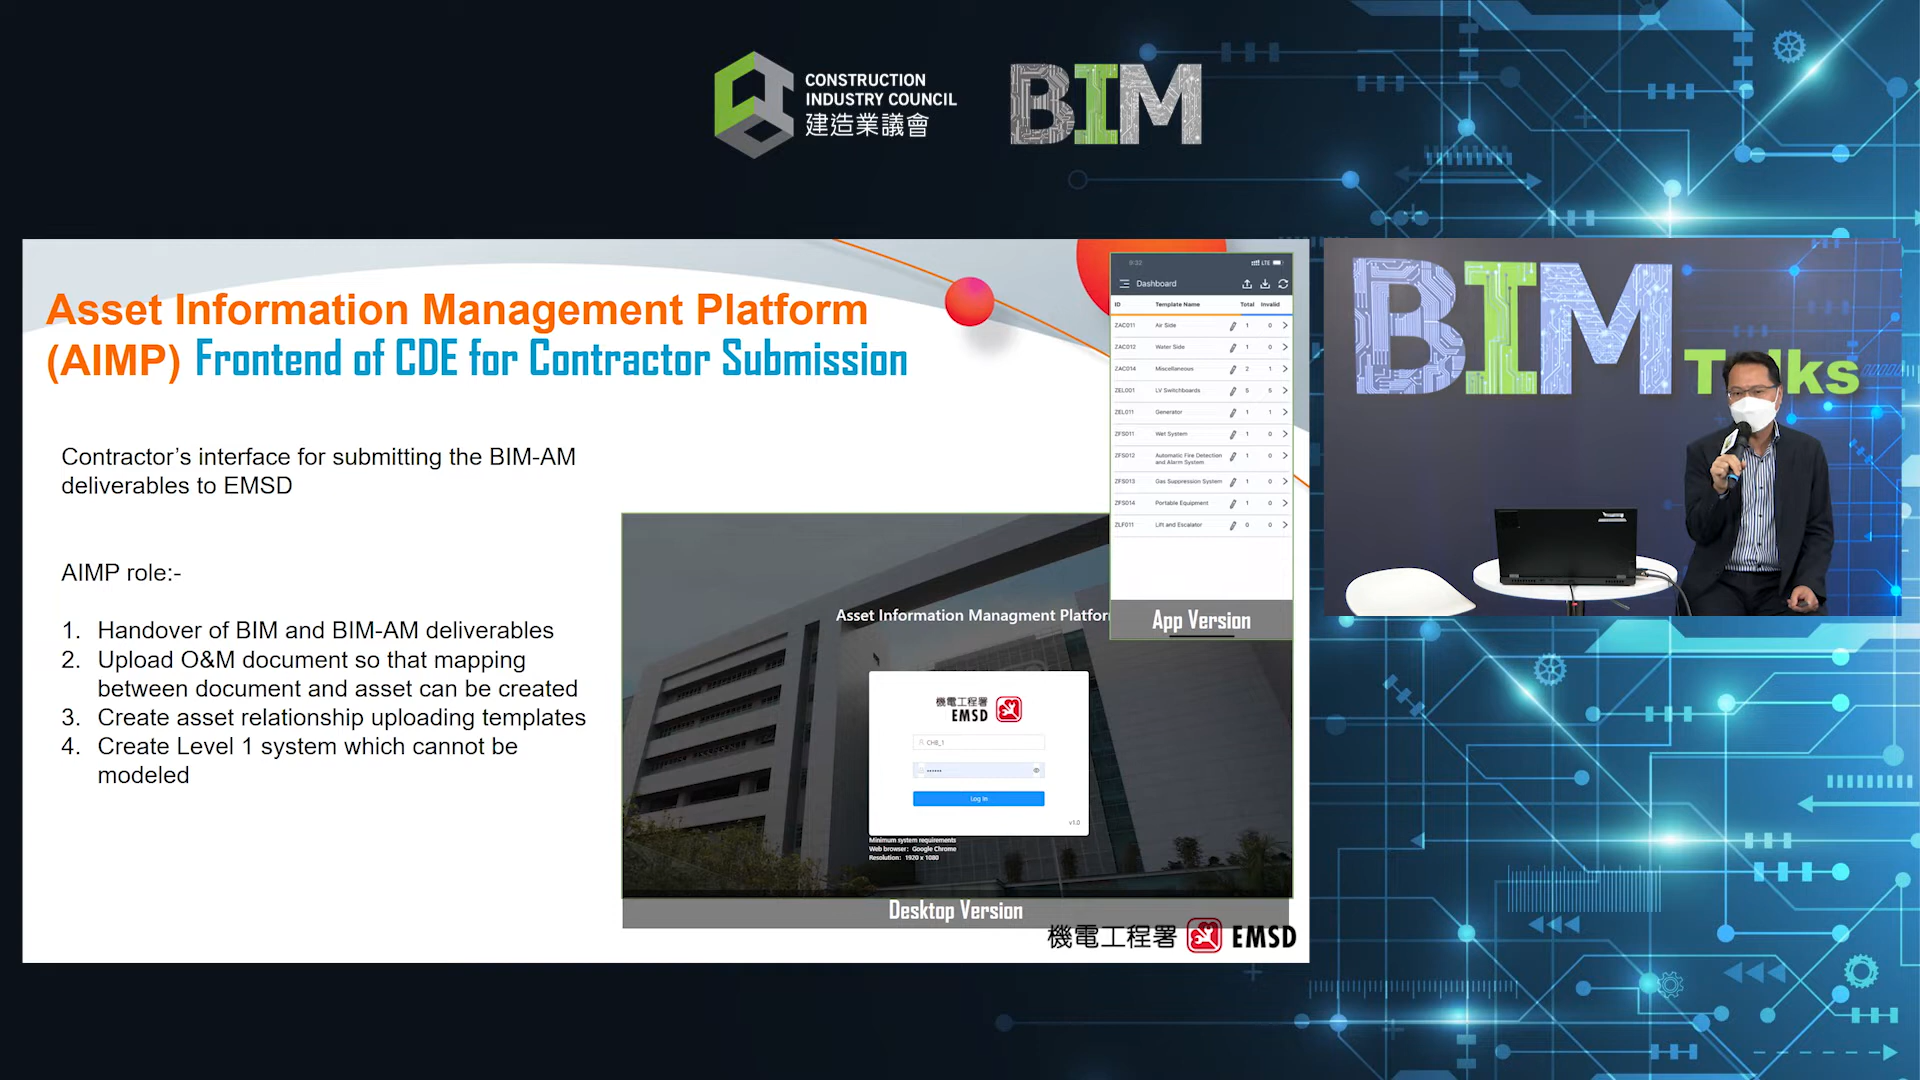 CONSTRUCTION
INDUSTRY COUNCIL
建造業議會
BIM
Asset Information Management Platform
(AIMP) Frontend of CDE for Contractor Submission
Contractor's interface for submitting the BIM-AM
deliverables to EMSD
AIMP role:-
1. Handover of BIM and BIM-AM deliverables
2. Upload O&M document so that mapping
between document and asset can be created
3. Create asset relationship uploading templates
4. Create Level 1 system which cannot be
modeled
LTE
Dashboard
ID Template Name Total Invalid
ZAC011 Air Side 1 0
ZAC012 Water Side 1 0
ZAC014 Miscellaneous 2 1
ZEL001 LV Switchboards 5 5
ZEL011 Generator 1 1
ZFS011 Wet System 1 0
ZFS012 Automatic Fire Detection and Alarm System 1 0
ZFS013 Gas Suppression System 1 0
ZFS014 Portable Equipment 1 0
ZLF011 Lift and Escalator 0 0
App Version
Asset Information Managment Platfor
機電工程署
EMSD
CHB_1
Log in
v1.0
Minimum system requirements
Web browser: Google Chrome
Resolution: 1920 x 1080
Desktop Version
機電工程署 EMSD
BIM
T lks